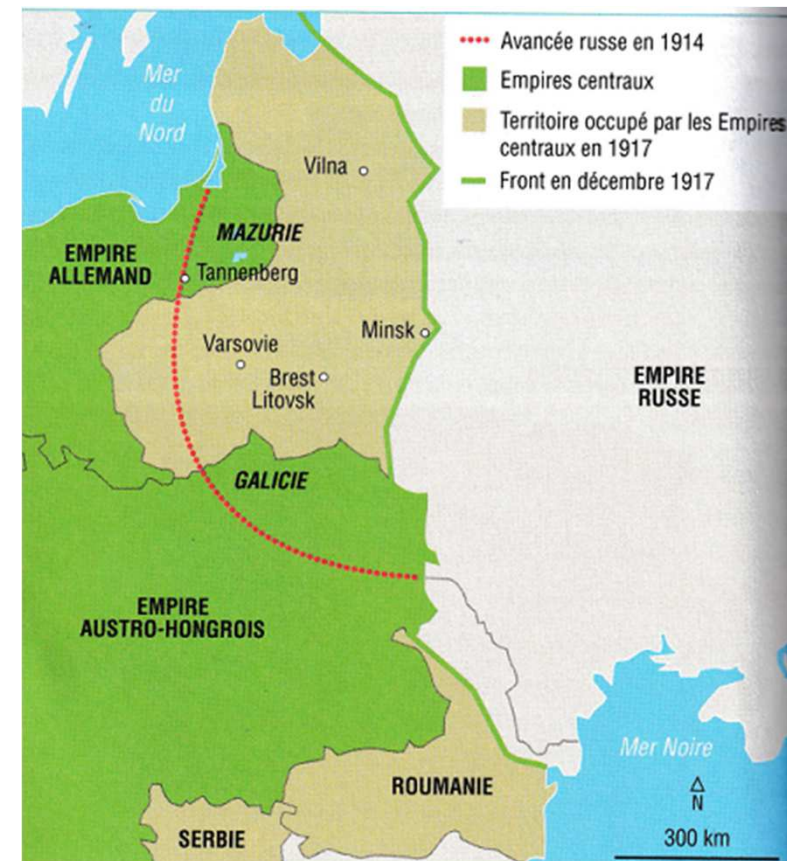 Avancée russe en 1914
Empires centraux
Territoire occupé par les Empires
centraux en 1917
Front en décembre 1917
Mer
du
Nord
Vilna
MAZURIE
EMPIRE
ALLEMAND
Tannenberg
Minsk
Varsovie
Brest
Litovsk
EMPIRE
RUSSE
GALICIE
EMPIRE
AUSTRO-HONGROIS
Mer Noire
ROUMANIE
N
SERBIE
300 km